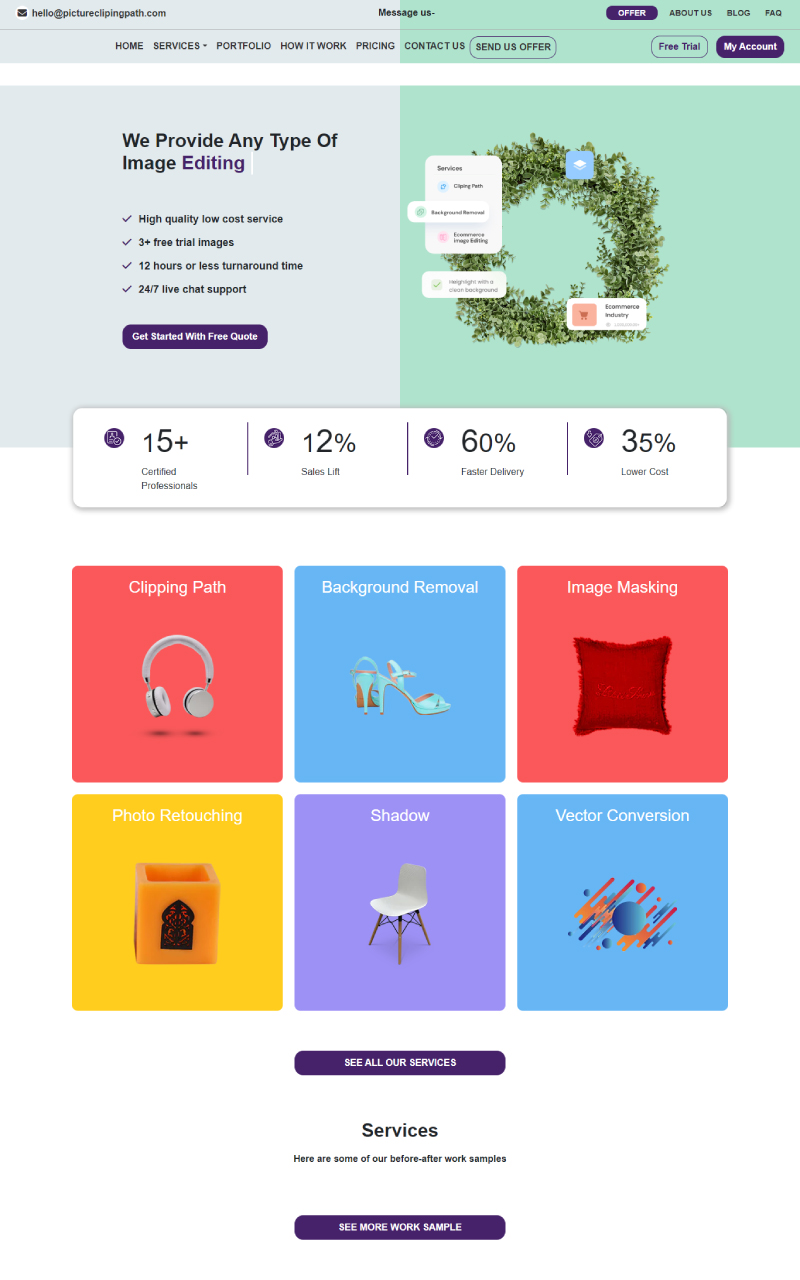 hello@pictureclipingpath.com
Message us-
OFFER
ABOUT US
BLOG
FAQ
HOME
SERVICES
PORTFOLIO
HOW IT WORK
PRICING
CONTACT US
SEND US OFFER
Free Trial
My Account
We Provide Any Type Of
Image Editing
High quality low cost service
3+ free trial images
12 hours or less turnaround time
24/7 live chat support
Get Started With Free Quote
Services
Cliping Path
Background Removal
Ecommerce
Image Editing
clean background
Ecommerce
Industry
15+
Certified
Professionals
12%
Sales Lift
60%
Faster Delivery
35%
Lower Cost
Clipping Path
Background Removal
Image Masking
Photo Retouching
Shadow
Vector Conversion
SEE ALL OUR SERVICES
Services
Here are some of our before-after work samples
SEE MORE WORK SAMPLE